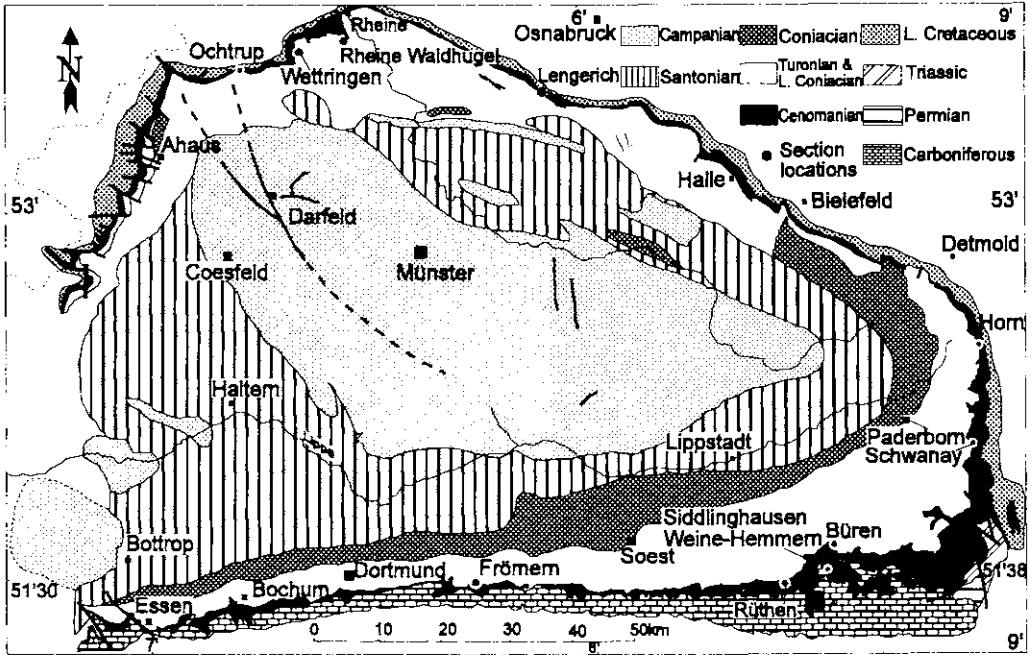 6'
9'
Rheine
Osnabruck
Campanian
Coniacian
L. Cretaceous
N
Ochtrup
Rheine Waldhügel
Wettringen
Lengerich
Santonian
Turonian &
L. Coniacian
Triassic
Cenomanian
Permian
Ahaus
Section
locations
Carboniferous
Halle
53'
Bielefeld
53'
Darfeld
Detmold
Coesfeld
Münster
Horn
Haltern
Lippe
Lippstadt
Paderborn
Schwanay
Siddlinghausen
Weine-Hemmern
Büren
Bottrop
Soest
51'30
Dortmund
Frömern
51'38
Essen
Bochum
Rüthen
0 10 20 30 40 50km
9'